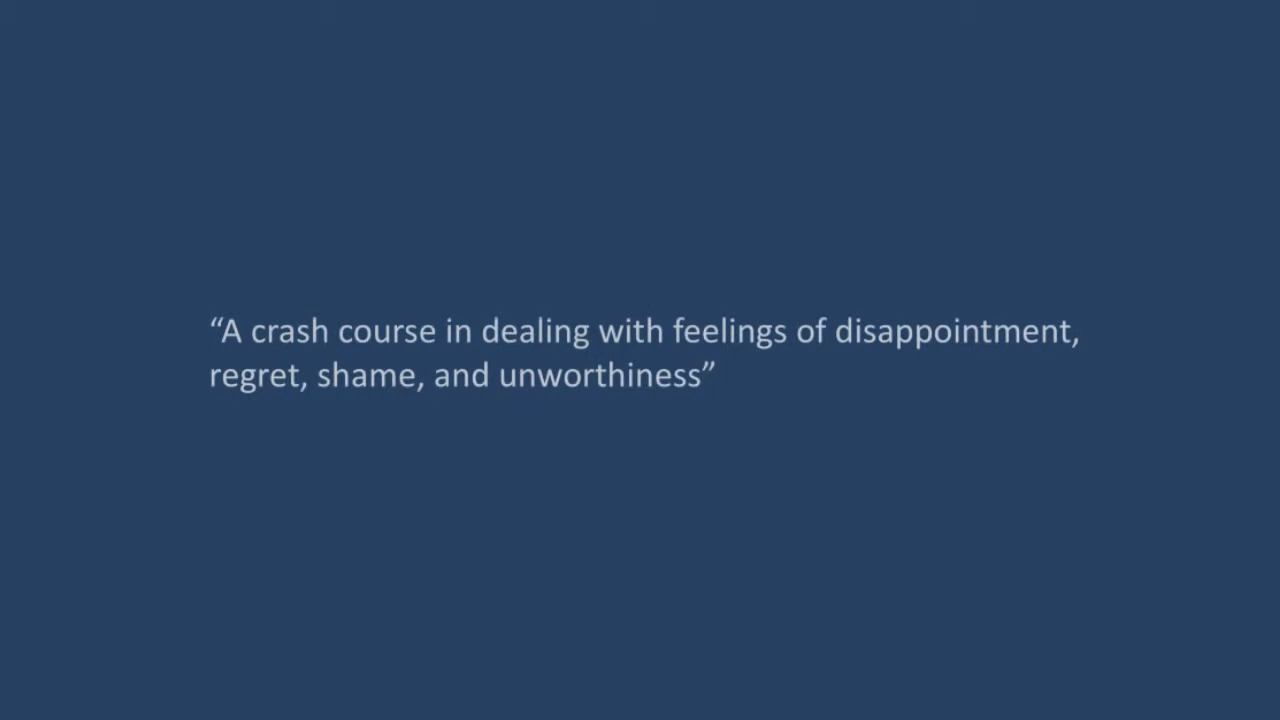 “A crash course in dealing with feelings of disappointment,
regret, shame, and unworthiness”